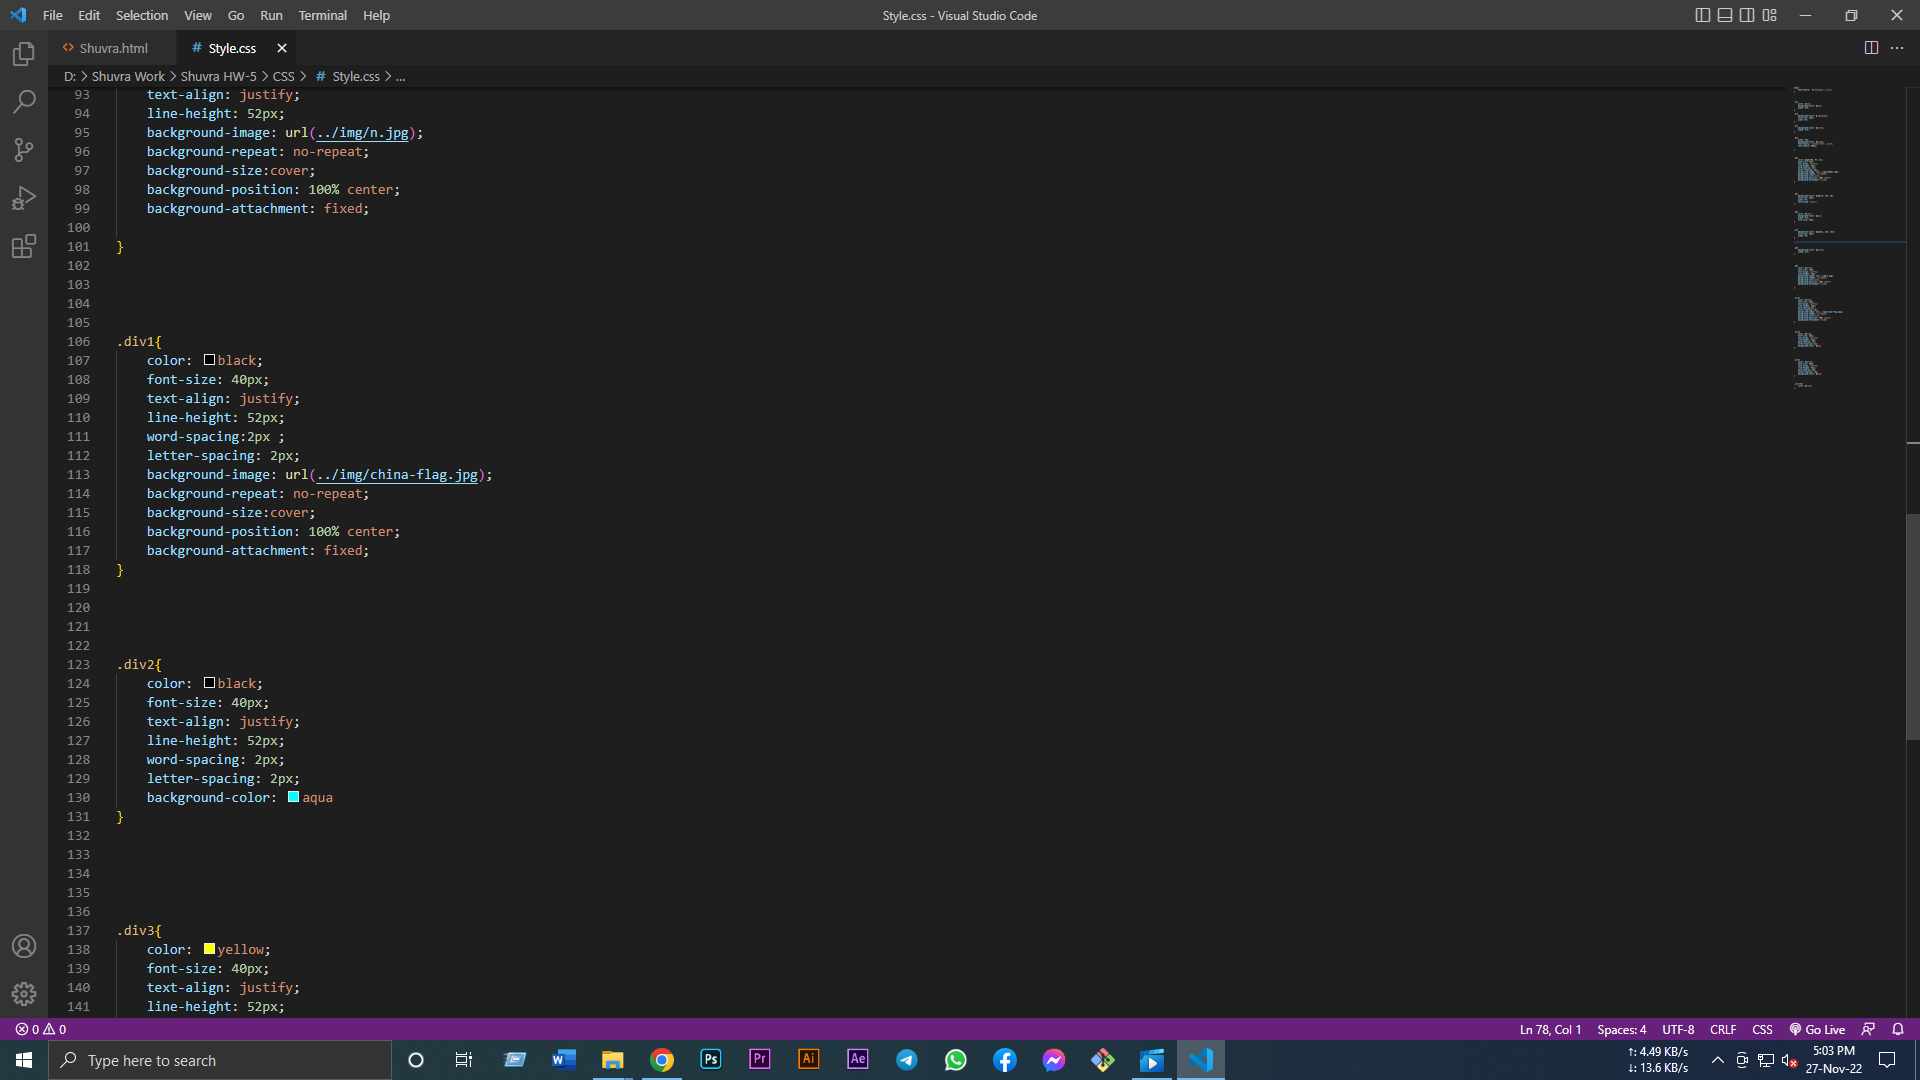 File Edit Selection View Go Run Terminal Help
Style.css - Visual Studio Code
Shuvra.html
# Style.css
D: > Shuvra Work > Shuvra HW-5 > CSS > # Style.css > ...
93 text-align: justify;
94 line-height: 52px;
95 background-image: url(../img/n.jpg);
96 background-repeat: no-repeat;
97 background-size:cover;
98 background-position: 100% center;
99 background-attachment: fixed;
100
101 }
102
103
104
105
106 .div1{
107 color: black;
108 font-size: 40px;
109 text-align: justify;
110 line-height: 52px;
111 word-spacing:2px ;
112 letter-spacing: 2px;
113 background-image: url(../img/china-flag.jpg);
114 background-repeat: no-repeat;
115 background-size:cover;
116 background-position: 100% center;
117 background-attachment: fixed;
118 }
119
120
121
122
123 .div2{
124 color: black;
125 font-size: 40px;
126 text-align: justify;
127 line-height: 52px;
128 word-spacing: 2px;
129 letter-spacing: 2px;
130 background-color: aqua
131 }
132
133
134
135
136
137 .div3{
138 color: yellow;
139 font-size: 40px;
140 text-align: justify;
141 line-height: 52px;
0 0
Ln 78, Col 1 Spaces: 4 UTF-8 CRLF CSS Go Live
Type here to search
W Ps Pr Ai Ae
↑: 4.49 KB/s
↓: 13.6 KB/s
5:03 PM
27-Nov-22